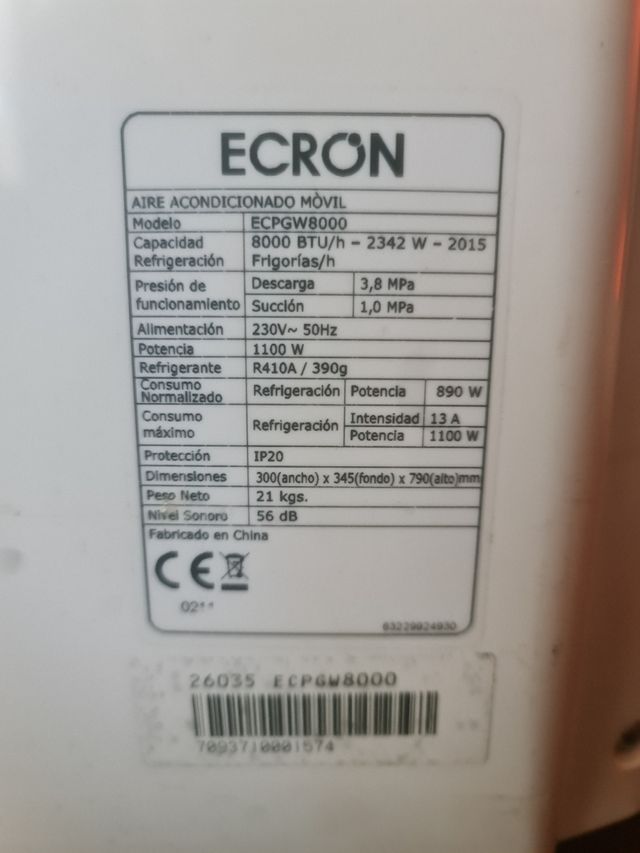 ECRON
AIRE ACONDICIONADO MÒVIL
Modelo ECPGW8000
Capacidad Refrigeración 8000 BTU/h - 2342 W - 2015 Frigorías/h
Presión de funcionamiento Descarga 3,8 MPa
Succión 1,0 MPa
Alimentación 230V~ 50Hz
Potencia 1100 W
Refrigerante R410A / 390g
Consumo Normalizado Refrigeración Potencia 890 W
Consumo máximo Refrigeración Intensidad 13 A
Potencia 1100 W
Protección IP20
Dimensiones 300(ancho) x 345(fondo) x 790(alto)mm
Peso Neto 21 kgs.
Nivel Sonoro 56 dB
Fabricado en China
CE
63229924930
26035 ECPGW8000
7093710001574